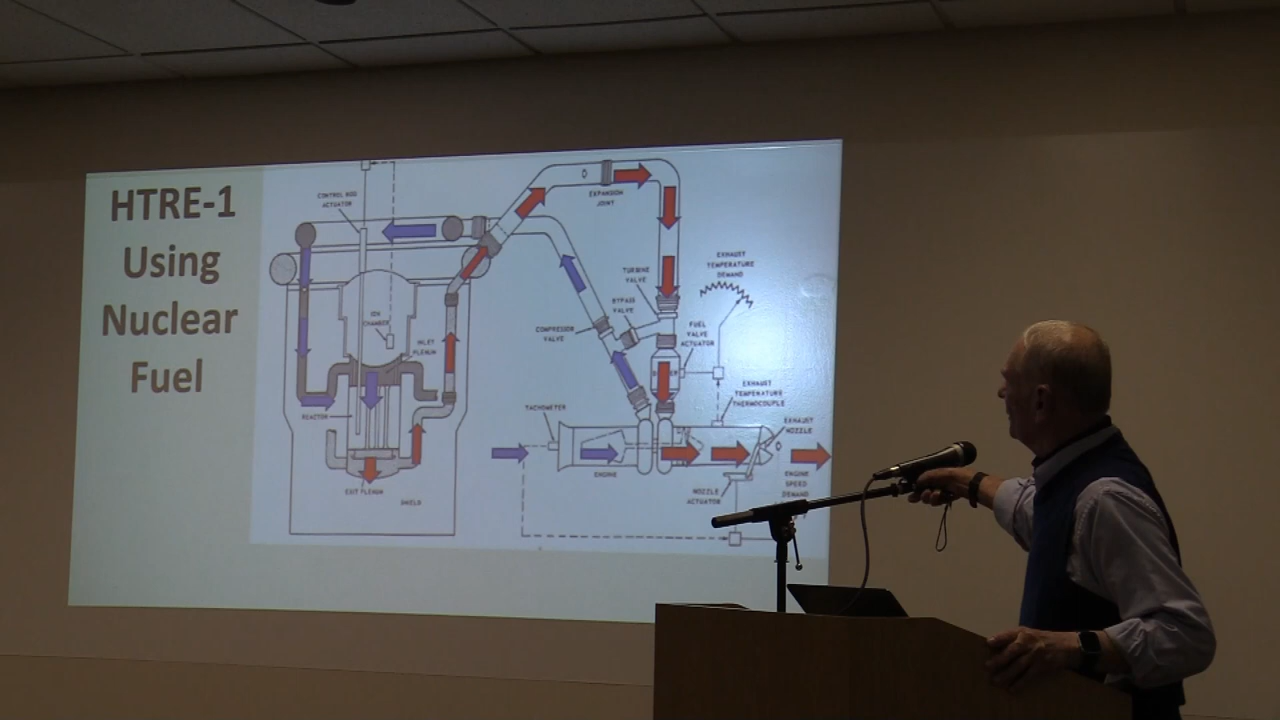 HTRE-1
Using
Nuclear
Fuel
CONTROL ROD
ACTUATOR
ION
CHAMBER
INLET
PLENUM
REACTOR
EXIT PLENUM
SHIELD
EXPANSION
JOINT
TURBINE
VALVE
BYPASS
VALVE
COMPRESSOR
VALVE
FUEL
VALVE
ACTUATOR
EXHAUST
TEMPERATURE
DEMAND
EXHAUST
TEMPERATURE
THERMOCOUPLE
TACHOMETER
ENGINE
EXHAUST
NOZZLE
NOZZLE
ACTUATOR
ENGINE
SPEED
DEMAND